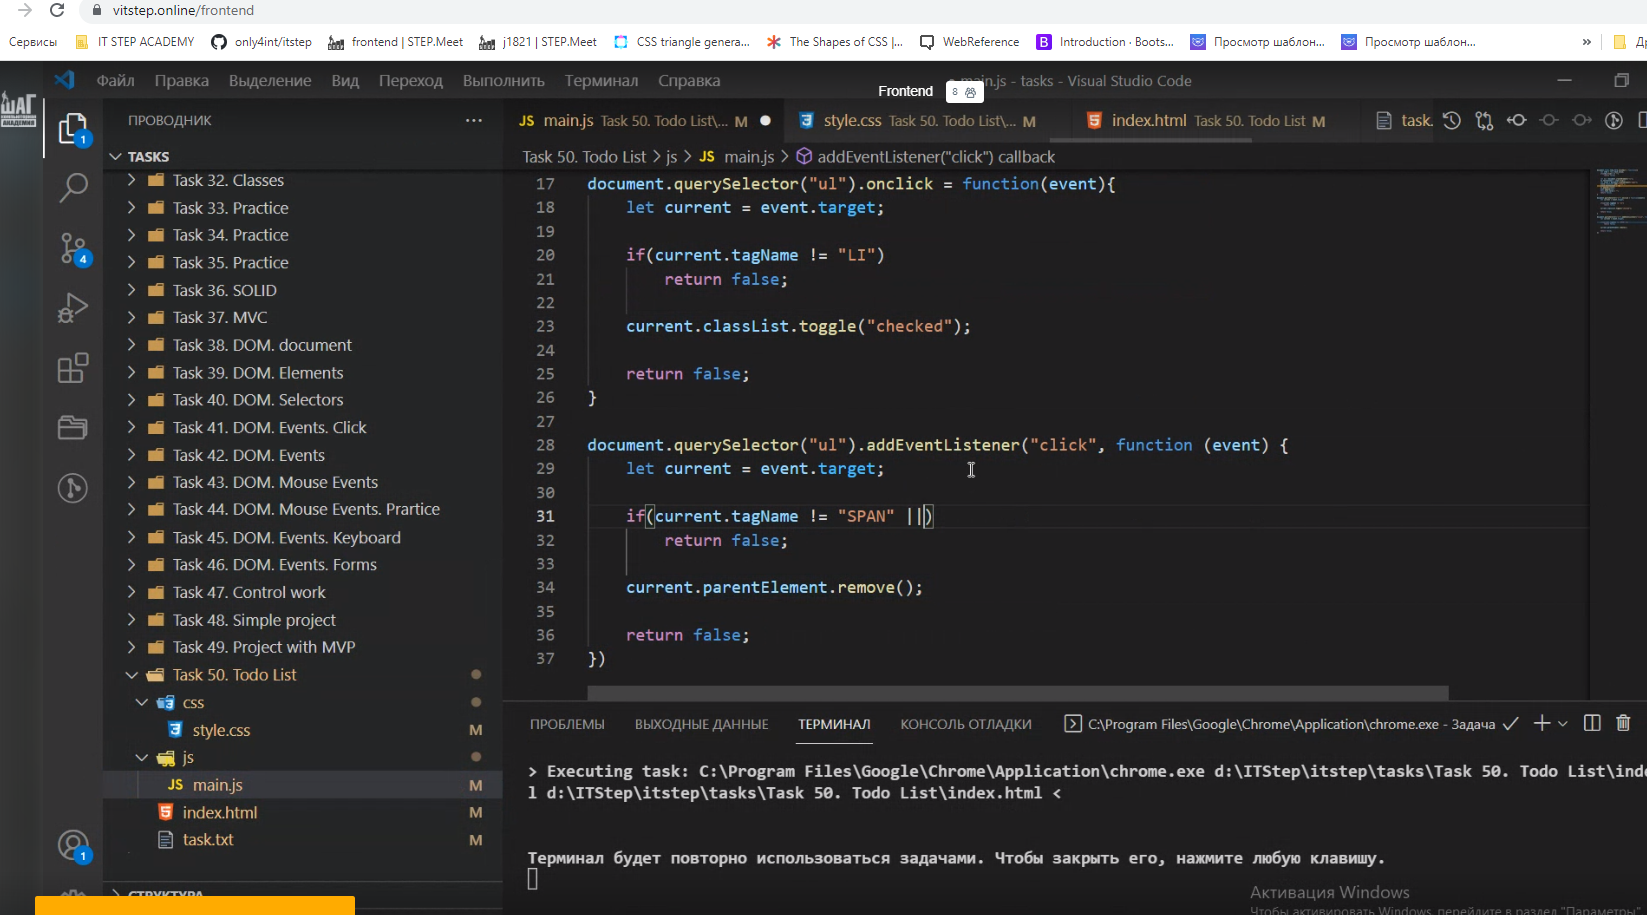 vitstep.online/frontend
Сервисы IT STEP ACADEMY only4int/itstep frontend | STEP.Meet j1821 | STEP.Meet CSS triangle genera... The Shapes of CSS |... WebReference B Introduction · Boots... Просмотр шаблон... Просмотр шаблон... »
ШАГ
КОМПЬЮТЕРНАЯ
АКАДЕМИЯ
Файл Правка Выделение Вид Переход Выполнить Терминал Справка main.js - tasks - Visual Studio Code
Frontend 8
ПРОВОДНИК ···
JS main.js Task 50. Todo List\... M
style.css Task 50. Todo List\... M
index.html Task 50. Todo List M
task.
Task 50. Todo List > js > JS main.js > addEventListener("click") callback
1
4
1
TASKS
Task 32. Classes
Task 33. Practice
Task 34. Practice
Task 35. Practice
Task 36. SOLID
Task 37. MVC
Task 38. DOM. document
Task 39. DOM. Elements
Task 40. DOM. Selectors
Task 41. DOM. Events. Click
Task 42. DOM. Events
Task 43. DOM. Mouse Events
Task 44. DOM. Mouse Events. Prartice
Task 45. DOM. Events. Keyboard
Task 46. DOM. Events. Forms
Task 47. Control work
Task 48. Simple project
Task 49. Project with MVP
Task 50. Todo List
css
style.css M
js
JS main.js M
index.html M
task.txt M
СТРУКТУРА
17 document.querySelector("ul").onclick = function(event){
18 let current = event.target;
19
20 if(current.tagName != "LI")
21 return false;
22
23 current.classList.toggle("checked");
24
25 return false;
26 }
27
28 document.querySelector("ul").addEventListener("click", function (event) {
29 let current = event.target;
30
31 if(current.tagName != "SPAN" ||)
32 return false;
33
34 current.parentElement.remove();
35
36 return false;
37 })
ПРОБЛЕМЫ ВЫХОДНЫЕ ДАННЫЕ ТЕРМИНАЛ КОНСОЛЬ ОТЛАДКИ C:\Program Files\Google\Chrome\Application\chrome.exe - Задача
> Executing task: C:\Program Files\Google\Chrome\Application\chrome.exe d:\ITStep\itstep\tasks\Task 50. Todo List\inde
l d:\ITStep\itstep\tasks\Task 50. Todo List\index.html <
Терминал будет повторно использоваться задачами. Чтобы закрыть его, нажмите любую клавишу.
Активация Windows
Чтобы активировать Windows, перейдите в раздел "Параметры".